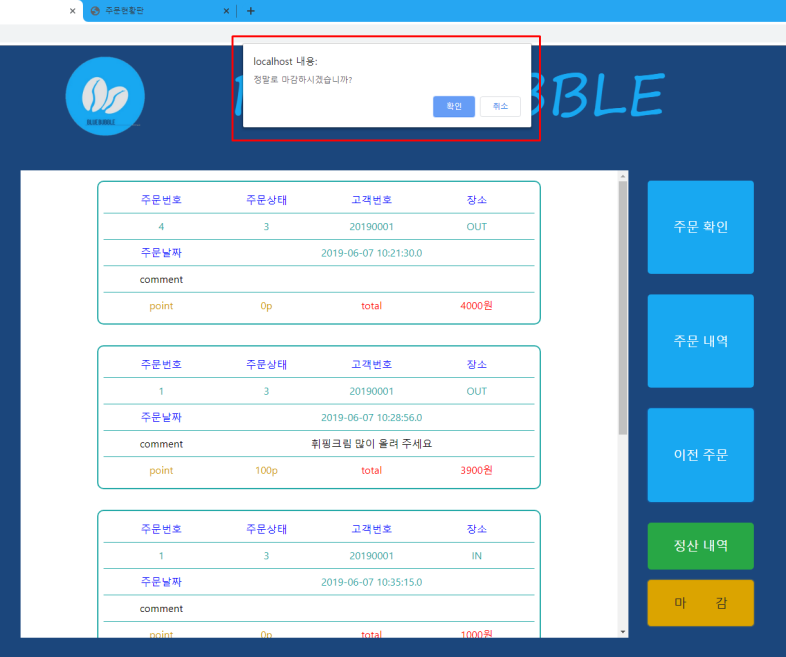 주문현황판
localhost 내용:
정말로 마감하시겠습니까?
확인 취소
BBLE
주문번호 주문상태 고객번호 장소
4 3 20190001 OUT
주문날짜 2019-06-07 10:21:30.0
comment
point 0p total 4000원
주문번호 주문상태 고객번호 장소
1 3 20190001 OUT
주문날짜 2019-06-07 10:28:56.0
comment 휘핑크림 많이 올려 주세요
point 100p total 3900원
주문번호 주문상태 고객번호 장소
1 3 20190001 IN
주문날짜 2019-06-07 10:35:15.0
comment
point 0p total 1000원
주문 확인
주문 내역
이전 주문
정산 내역
마 감